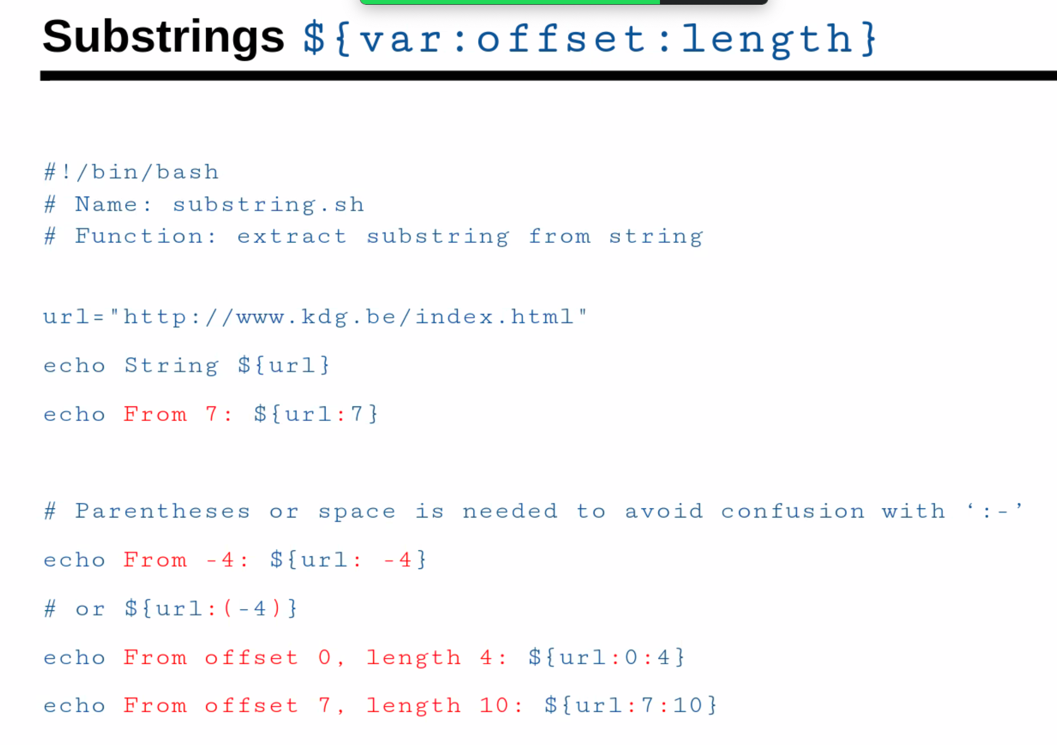 Substrings ${var:offset:length}
#!/bin/bash
# Name: substring.sh
# Function: extract substring from string
url="http://www.kdg.be/index.html"
echo String ${url}
echo From 7: ${url:7}
# Parentheses or space is needed to avoid confusion with ‘:-’
echo From -4: ${url: -4}
# or ${url:(-4)}
echo From offset 0, length 4: ${url:0:4}
echo From offset 7, length 10: ${url:7:10}